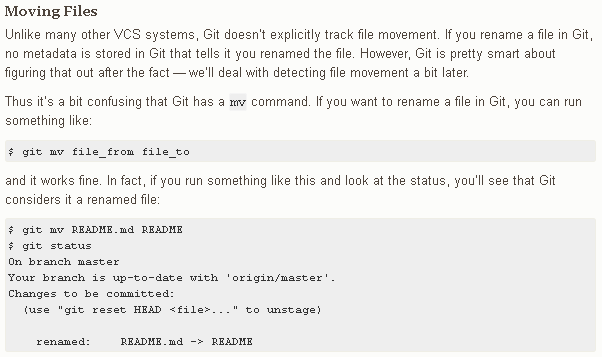 Moving Files
Unlike many other VCS systems, Git doesn't explicitly track file movement. If you rename a file in Git,
no metadata is stored in Git that tells it you renamed the file. However, Git is pretty smart about
figuring that out after the fact — we'll deal with detecting file movement a bit later.
Thus it's a bit confusing that Git has a mv command. If you want to rename a file in Git, you can run
something like:
$ git mv file_from file_to
and it works fine. In fact, if you run something like this and look at the status, you'll see that Git
considers it a renamed file:
$ git mv README.md README
$ git status
On branch master
Your branch is up-to-date with 'origin/master'.
Changes to be committed:
  (use "git reset HEAD <file>..." to unstage)
    renamed:    README.md -> README